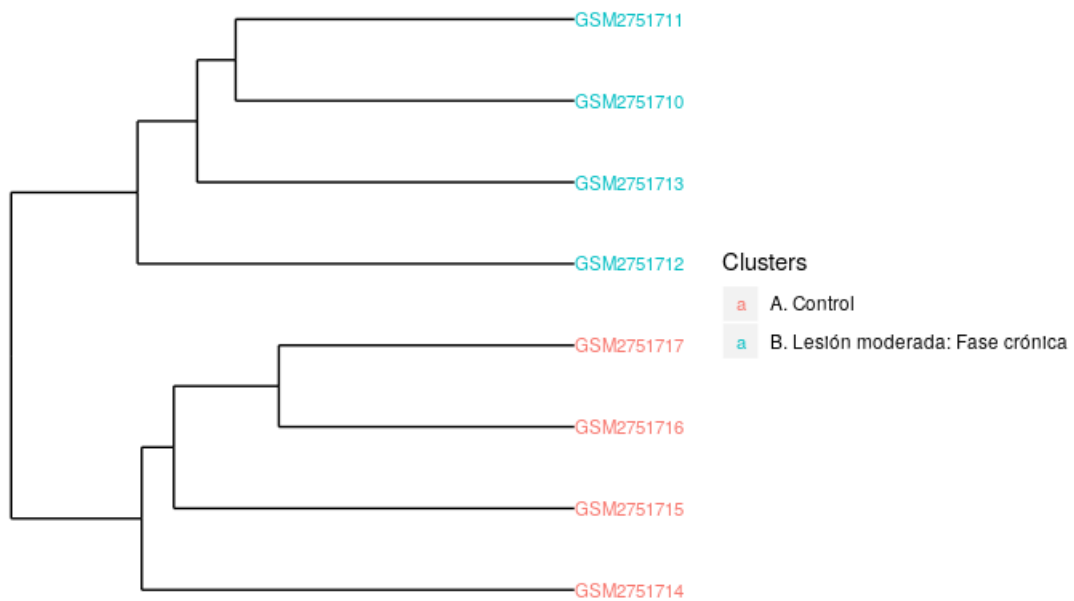 GSM2751711
GSM2751710
GSM2751713
GSM2751712
Clusters
a A. Control
a B. Lesión moderada: Fase crónica
GSM2751717
GSM2751716
GSM2751715
GSM2751714